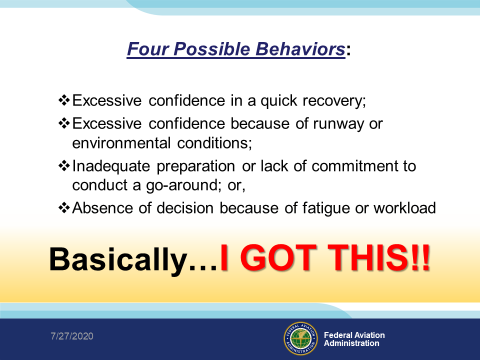 Four Possible Behaviors:
❖Excessive confidence in a quick recovery;
❖Excessive confidence because of runway or
environmental conditions;
❖Inadequate preparation or lack of commitment to
conduct a go-around; or,
❖Absence of decision because of fatigue or workload
Basically…I GOT THIS!!
7/27/2020
Federal Aviation
Administration